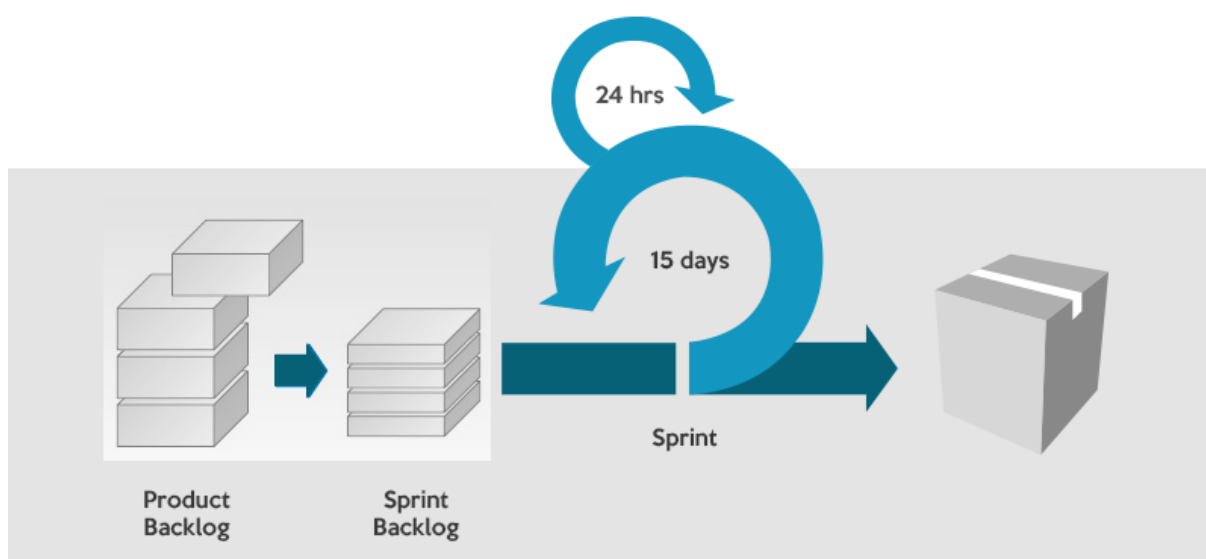 24 hrs
15 days
Sprint
Product
Backlog
Sprint
Backlog